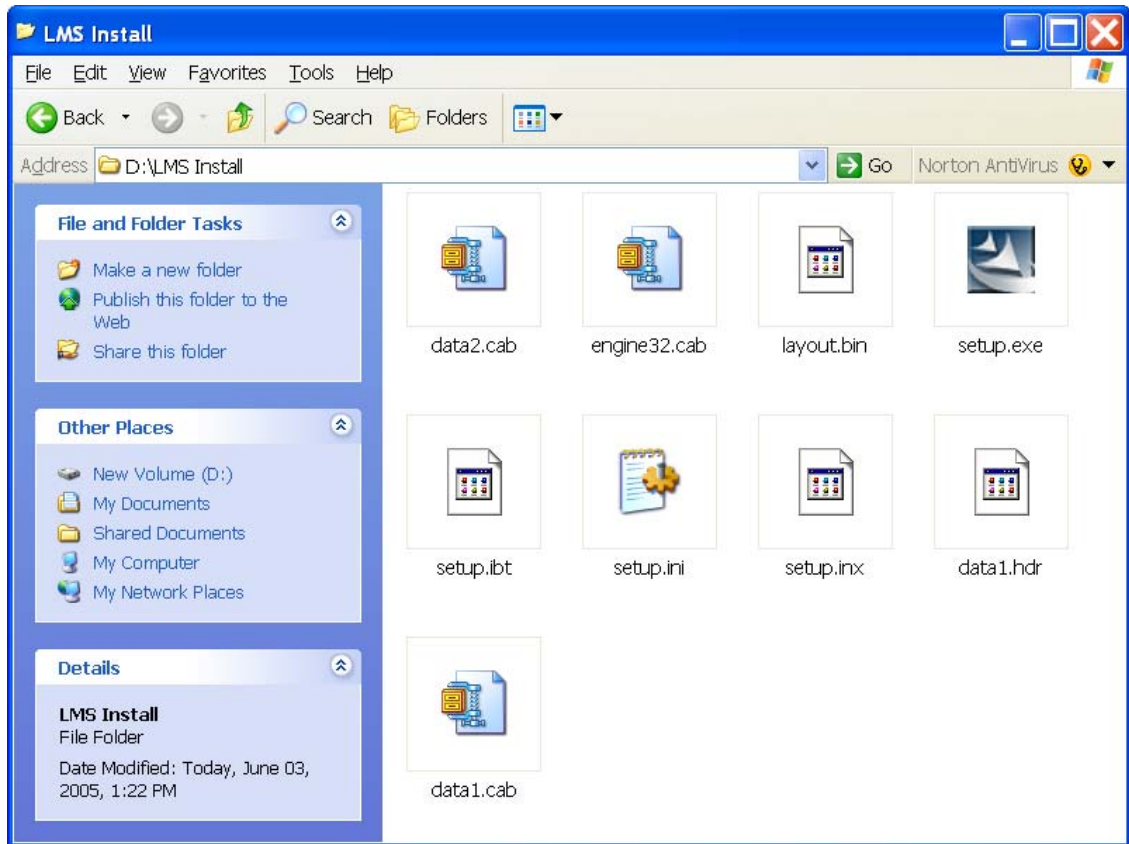 LMS Install
File Edit View Favorites Tools Help
Back Search Folders
Address D:\LMS Install Go Norton AntiVirus
File and Folder Tasks
Make a new folder
Publish this folder to the
Web
Share this folder
Other Places
New Volume (D:)
My Documents
Shared Documents
My Computer
My Network Places
Details
LMS Install
File Folder
Date Modified: Today, June 03,
2005, 1:22 PM
data2.cab engine32.cab layout.bin setup.exe
setup.ibt setup.ini setup.inx data1.hdr
data1.cab